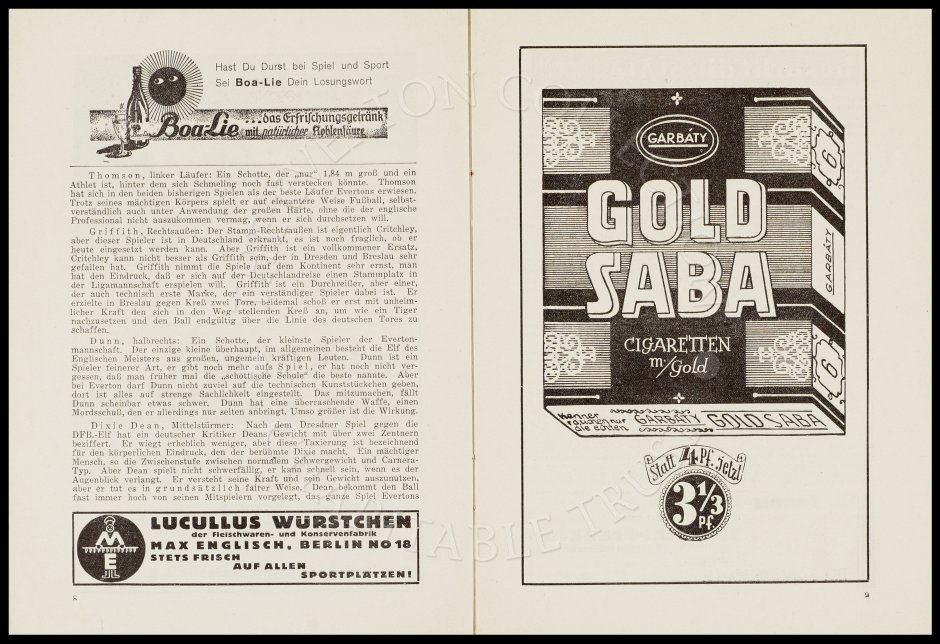 Hast Du Durst bei Spiel und Sport
Sei Boa-Lie Dein Losungswort
Boa-Lie ...das Erfrischungsgetränk
mit natürlicher Kohlensäure
Thomson, linker Läufer: Ein Schotte, der „nur" 1,84 m groß und ein
Athlet ist, hinter dem sich Schmeling noch fast verstecken könnte. Thomson
hat sich in den beiden bisherigen Spielen als der beste Läufer Evertons erwiesen.
Trotz seines mächtigen Körpers spielt er auf elegantere Weise Fußball, selbst-
verständlich auch unter Anwendung der großen Härte, ohne die der englische
Professional nicht auszukommen vermag, wenn er sich durchsetzen will.
Griffith, Rechtsaußen: Der Stamm-Rechtsaußen ist eigentlich Critchley,
aber dieser Spieler ist in Deutschland erkrankt, es ist noch fraglich, ob er
heute eingesetzt werden kann. Aber Griffith ist ein vollkommener Ersatz,
Critchley kann nicht besser als Griffith sein, der in Dresden und Breslau sehr
gefallen hat. Griffith nimmt die Spiele auf dem Kontinent sehr ernst, man
hat den Eindruck, daß er sich auf der Deutschlandreise einen Stammplatz in
der Ligamannschaft erspielen will. Griffith ist ein Durchreißer, aber einer,
der auch technisch erste Marke, der ein verständiger Spieler dabei ist. Er
erzielte in Breslau gegen Kreß zwei Tore, beidemal schoß er erst mit unheim-
licher Kraft den sich in den Weg stellenden Kreß an, um wie ein Tiger
nachzusetzen und den Ball endgültig über die Linie des deutschen Tores zu
schaffen.
Dunn, halbrechts: Ein Schotte, der kleinste Spieler der Everton-
mannschaft. Der einzige kleine überhaupt, im allgemeinen besteht die Elf des
Englischen Meisters aus großen, ungemein kräftigen Leuten. Dunn ist ein
Spieler feinerer Art, er gibt noch mehr aufs Spiel, er hat noch nicht ver-
gessen, daß man früher mal die „schottische Schule" die beste nannte. Aber
bei Everton darf Dunn nicht zuviel auf die technischen Kunststückchen geben,
dort ist alles auf strenge Sachlichkeit eingestellt. Das mitzumachen, fällt
Dunn scheinbar etwas schwer. Dunn hat eine überraschende Waffe, einen
Mordsschuß, den er allerdings nur selten anbringt. Umso größer ist die Wirkung.
Dixie Dean, Mittelstürmer: Nach dem Dresdner Spiel gegen die
DFB.-Elf hat ein deutscher Kritiker Deans Gewicht mit über zwei Zentnern
beziffert. Er wiegt erheblich weniger, aber diese Taxierung ist bezeichnend
für den körperlichen Eindruck, den der berühmte Dixie macht. Ein mächtiger
Mensch, so die Zwischenstufe zwischen normalem Schwergewicht und Carnera-
Typ. Aber Dean spielt nicht schwerfällig, er kann schnell sein, wenn es der
Augenblick verlangt. Er versteht seine Kraft und sein Gewicht auszunutzen,
aber er tut es in grundsätzlich fairer Weise. Dean bekommt den Ball
fast immer hoch von seinen Mitspielern vorgelegt, das ganze Spiel Evertons
M E
LUCULLUS WÜRSTCHEN
der Fleischwaren- und Konservenfabrik
MAX ENGLISCH, BERLIN NO 18
STETS FRISCH
AUF ALLEN
SPORTPLÄTZEN!
8
GARBÁTY
GOLD
SABA
CIGARETTEN
m./Gold
6
GARBÁTY
6
Kenner
rauchen nur
die echten
GARBÁTY GOLD SABA
Statt 4 Pf. jetzt
3 1/3
Pf
9
EVERTON CO
ITABLE TRU